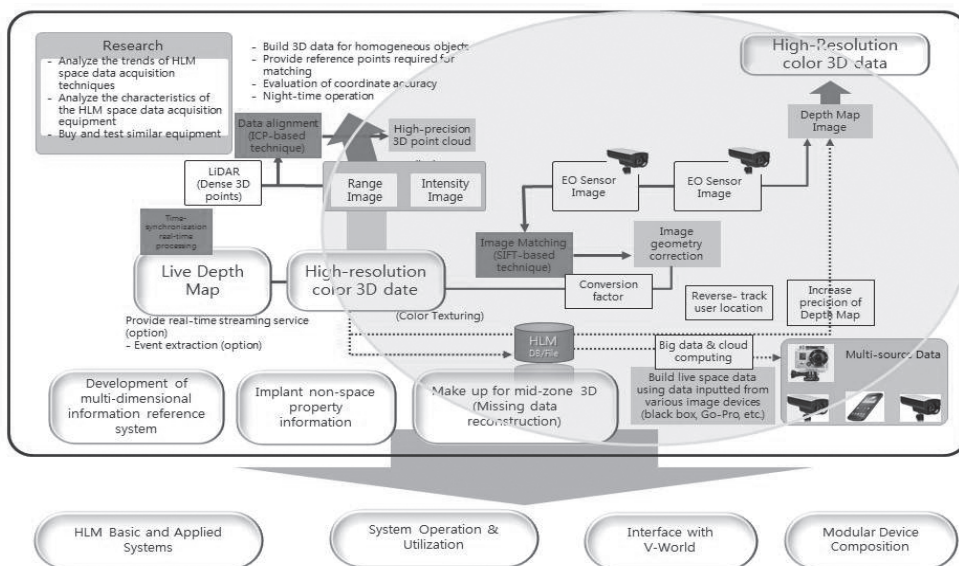 Research
- Analyze the trends of HLM
space data acquisition
techniques
- Analyze the characteristics of
the HLM space data acquisition
equipment
- Buy and test similar equipment
- Build 3D data for homogeneous objects
- Provide reference points required for
matching
- Evaluation of coordinate accuracy
- Night-time operation
High-Resolution
color 3D data
Depth Map
Image
Data alignment
(ICP-based
technique)
High-precision
3D point cloud
LiDAR
(Dense 3D
points)
Range
Image
Intensity
Image
EO Sensor
Image
EO Sensor
Image
Time-
synchronization
real-time
processing
Image Matching
(SIFT-based
technique)
Image
geometry
correction
Live Depth
Map
High-resolution
color 3D date
Conversion
factor
Reverse- track
user location
Increase
precision of
Depth Map
(Color Texturing)
Provide real-time streaming service
(option)
- Event extraction (option)
HLM
DB/File
Big data & cloud
computing
Multi-source Data
Build live space data
using data inputted from
various image devices
(black box, Go-Pro, etc.)
Development of
multi-dimensional
information reference
system
Implant non-space
property
information
Make up for mid-zone 3D
(Missing data
reconstruction)
HLM Basic and Applied
Systems
System Operation &
Utilization
Interface with
V-World
Modular Device
Composition